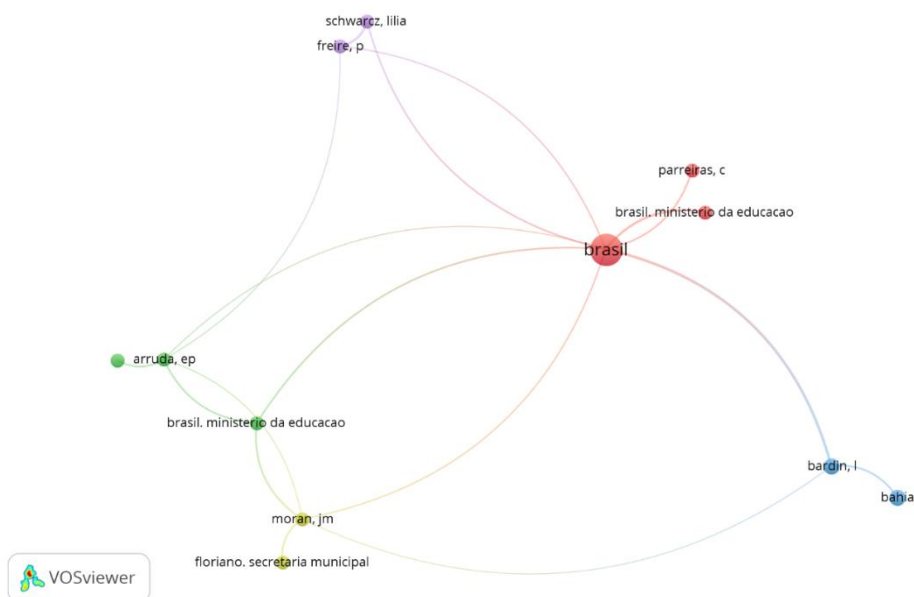 schwarcz, lilia
freire, p
parreiras, c
brasil. ministerio da educacao
brasil
arruda, ep
brasil. ministerio da educacao
bardin, l
bahia
moran, jm
floriano. secretaria municipal
VOSviewer